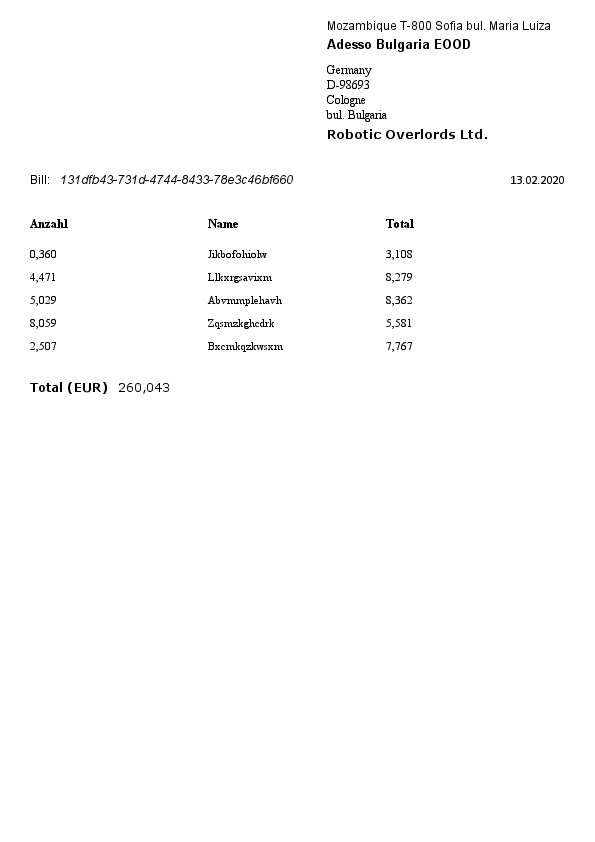 Mozambique T-800 Sofia bul. Maria Luiza
Adesso Bulgaria EOOD
Germany
D-98693
Cologne
bul. Bulgaria
Robotic Overlords Ltd.
Bill: 131dfb43-731d-4744-8433-78e3c46bf660 13.02.2020
Anzahl Name Total
0,360 Jikbofohiolw 3,108
4,471 Llkxrgsavixm 8,279
5,029 Abvmmplehavh 8,362
8,059 Zqsmzkghcdrk 5,581
2,507 Bxcmkqzkwsxm 7,767
Total (EUR) 260,043